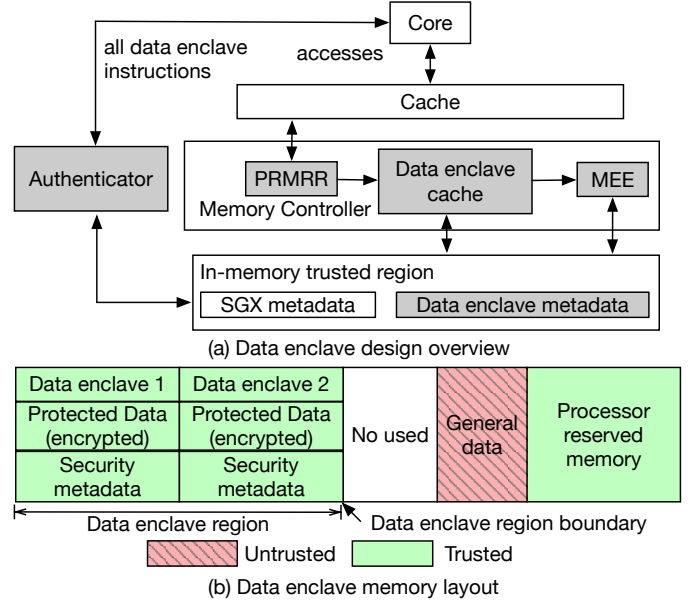 Core
all data enclave
instructions
accesses
Cache
Authenticator
PRMRR
Data enclave
cache
MEE
Memory Controller
In-memory trusted region
SGX metadata
Data enclave metadata
(a) Data enclave design overview
Data enclave 1
Data enclave 2
Protected Data
(encrypted)
Protected Data
(encrypted)
Security
metadata
Security
metadata
No used
General
data
Processor
reserved
memory
Data enclave region
Data enclave region boundary
Untrusted
Trusted
(b) Data enclave memory layout